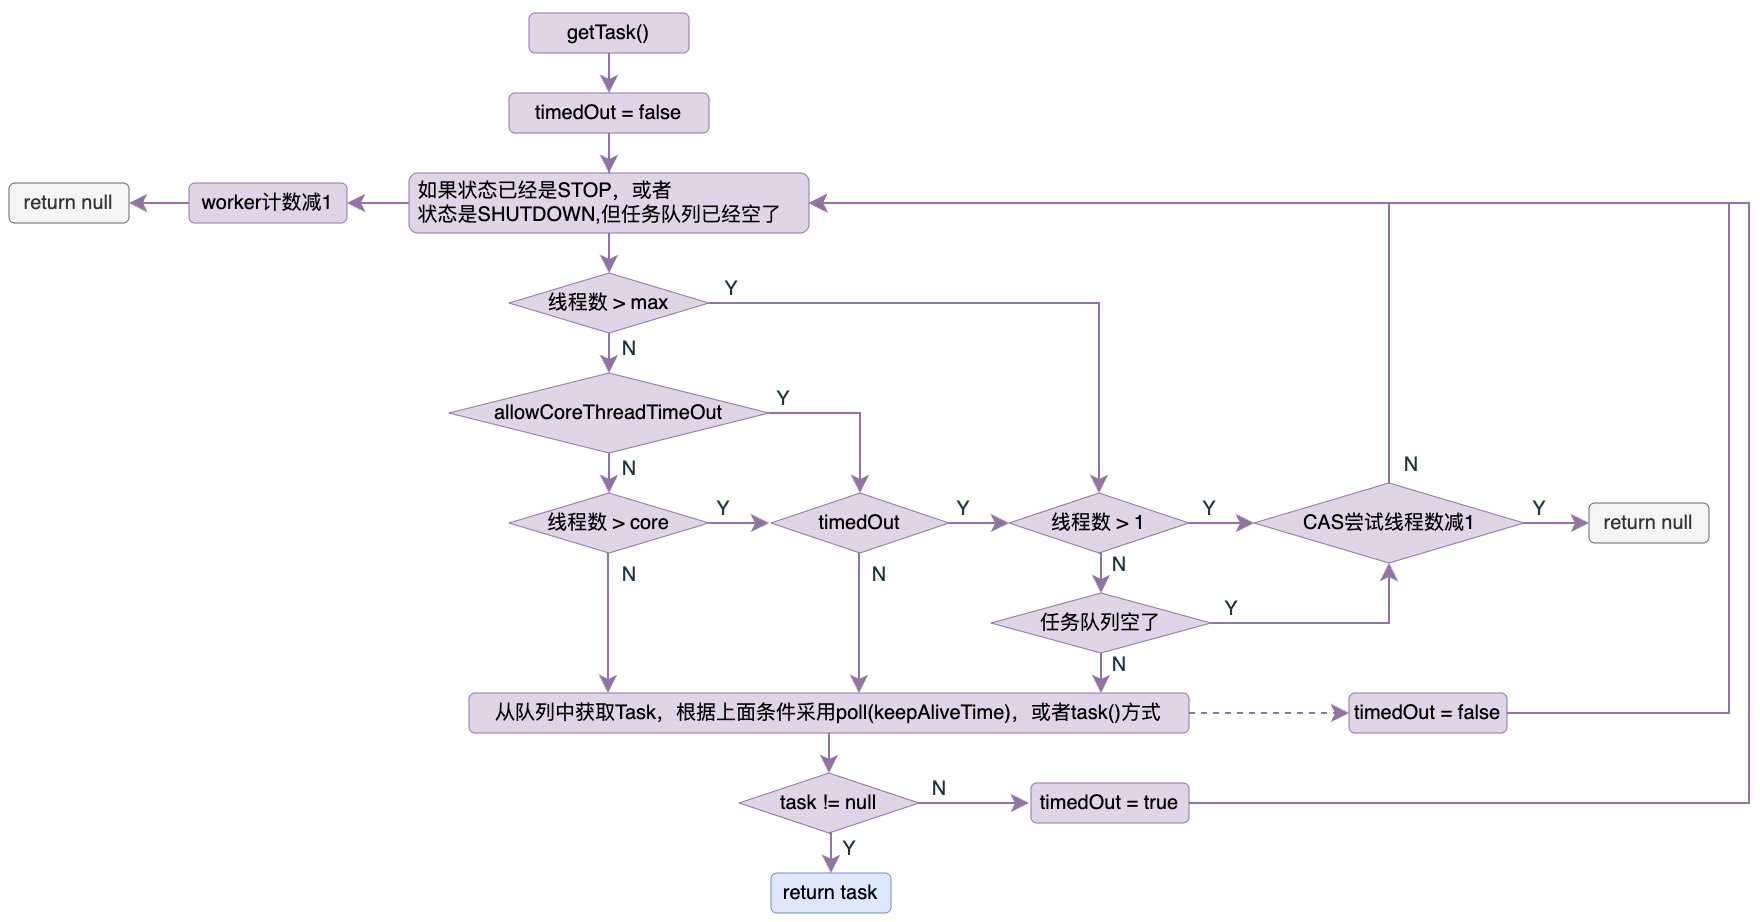 getTask()
timedOut = false
如果状态已经是STOP，或者
状态是SHUTDOWN,但任务队列已经空了
worker计数减1
return null
线程数 > max
Y
N
allowCoreThreadTimeOut
Y
N
线程数 > core
Y
N
timedOut
Y
N
线程数 > 1
Y
N
CAS尝试线程数减1
N
Y
return null
任务队列空了
Y
N
从队列中获取Task，根据上面条件采用poll(keepAliveTime)，或者task()方式
timedOut = false
task != null
N
timedOut = true
Y
return task